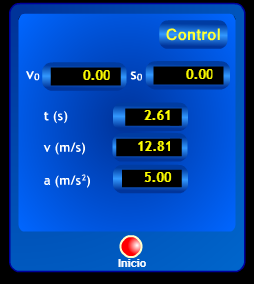 Control
v₀ 0.00 s₀ 0.00
t (s) 2.61
v (m/s) 12.81
a (m/s²) 5.00
Inicio